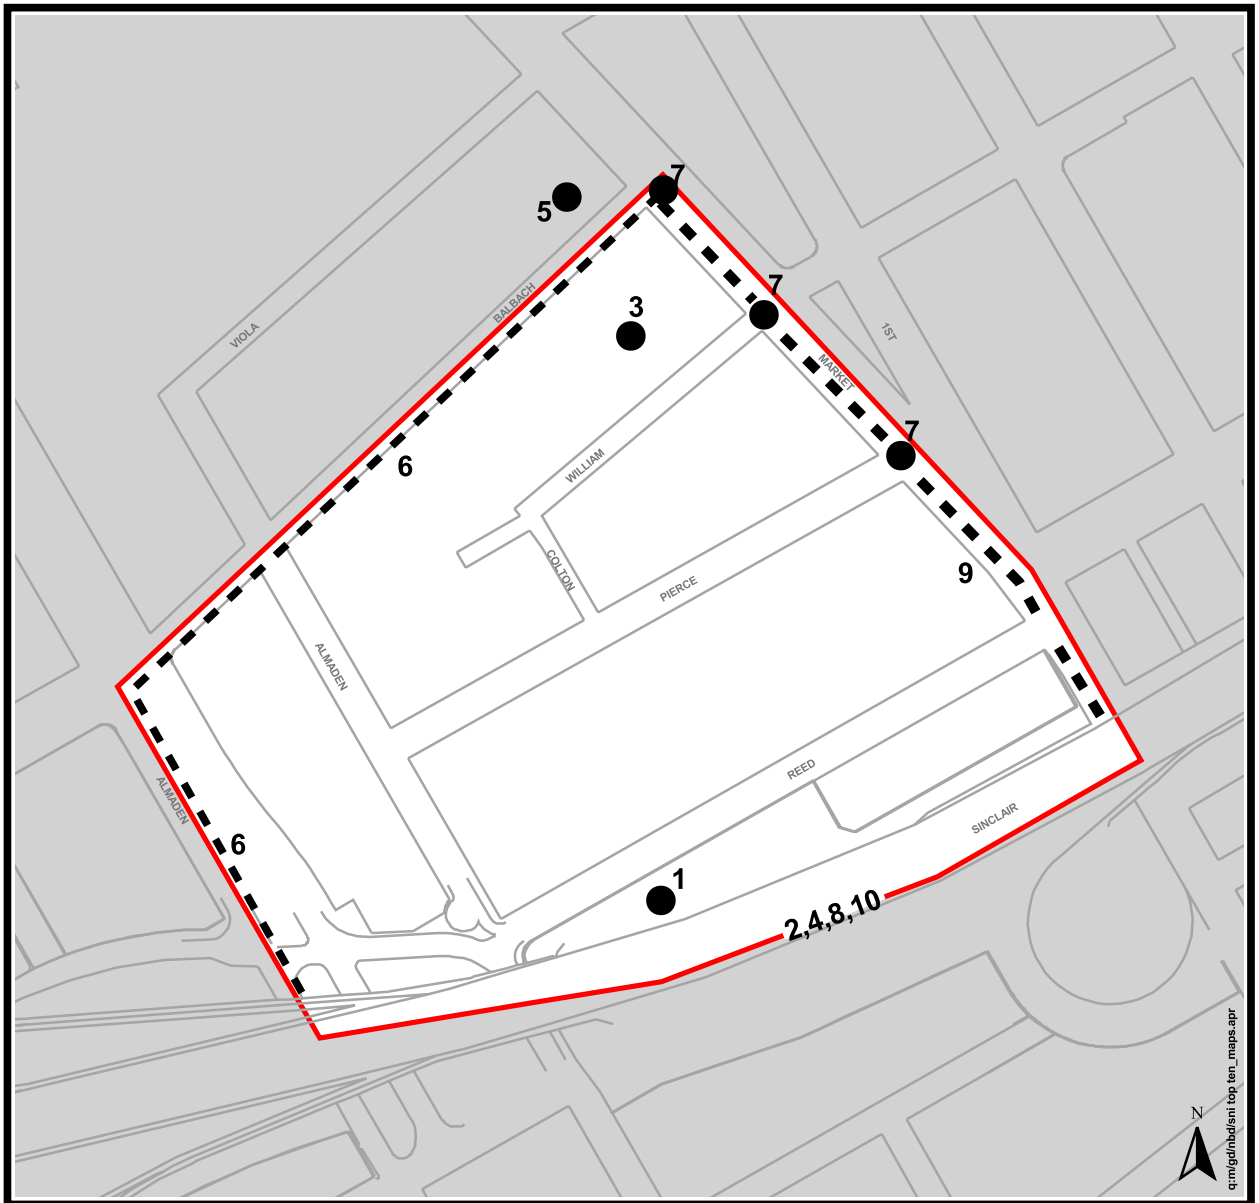 7
5
7
3
1ST
BALBACH
VIOLA
MARKET
7
WILLIAM
6
COLTON
9
PIERCE
ALMADEN
REED
ALMADEN
SINCLAIR
6
1
2,4,8,10
N
q:m/gd/nbd/sni top ten_maps.apr